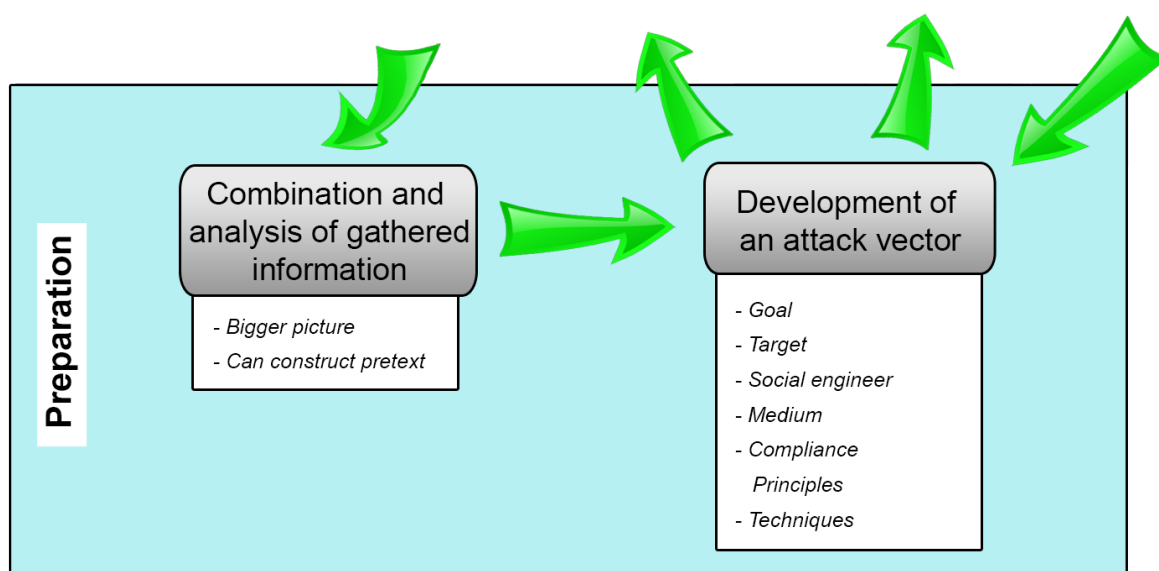 Preparation
Combination and
analysis of gathered
information
- Bigger picture
- Can construct pretext
Development of
an attack vector
- Goal
- Target
- Social engineer
- Medium
- Compliance
Principles
- Techniques